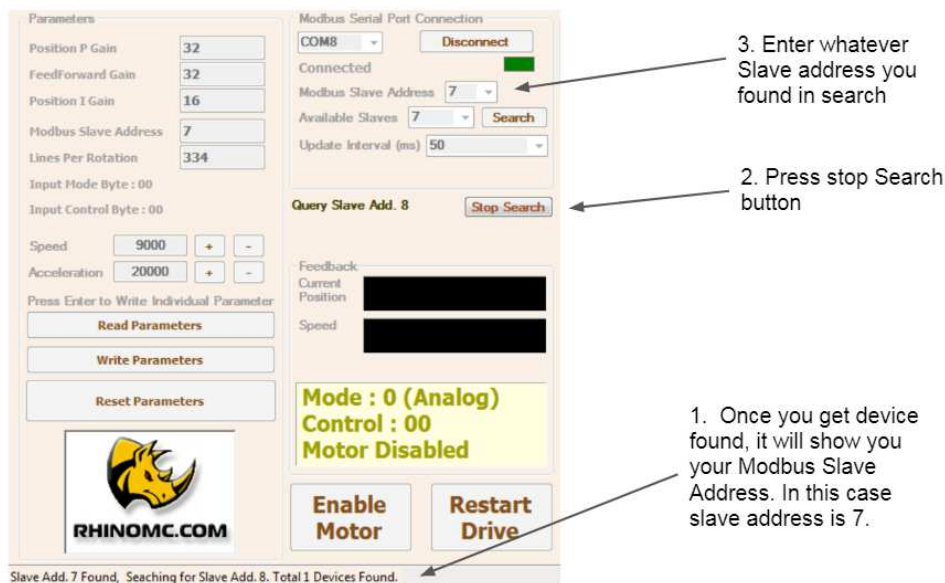 Parameters
Position P Gain 32
FeedForward Gain 32
Position I Gain 16
Modbus Slave Address 7
Lines Per Rotation 334
Input Mode Byte : 00
Input Control Byte : 00
Speed 9000 + -
Acceleration 20000 + -
Press Enter to Write Individual Parameter
Read Parameters
Write Parameters
Reset Parameters
RHINOMC.COM
Modbus Serial Port Connection
COM8 Disconnect
Connected
Modbus Slave Address 7
Available Slaves 7 Search
Update Interval (ms) 50
Query Slave Add. 8 Stop Search
Feedback
Current
Position
Speed
Mode : 0 (Analog)
Control : 00
Motor Disabled
Enable
Motor
Restart
Drive
Slave Add. 7 Found, Seaching for Slave Add. 8. Total 1 Devices Found.
3. Enter whatever
Slave address you
found in search
2. Press stop Search
button
1. Once you get device
found, it will show you
your Modbus Slave
Address. In this case
slave address is 7.